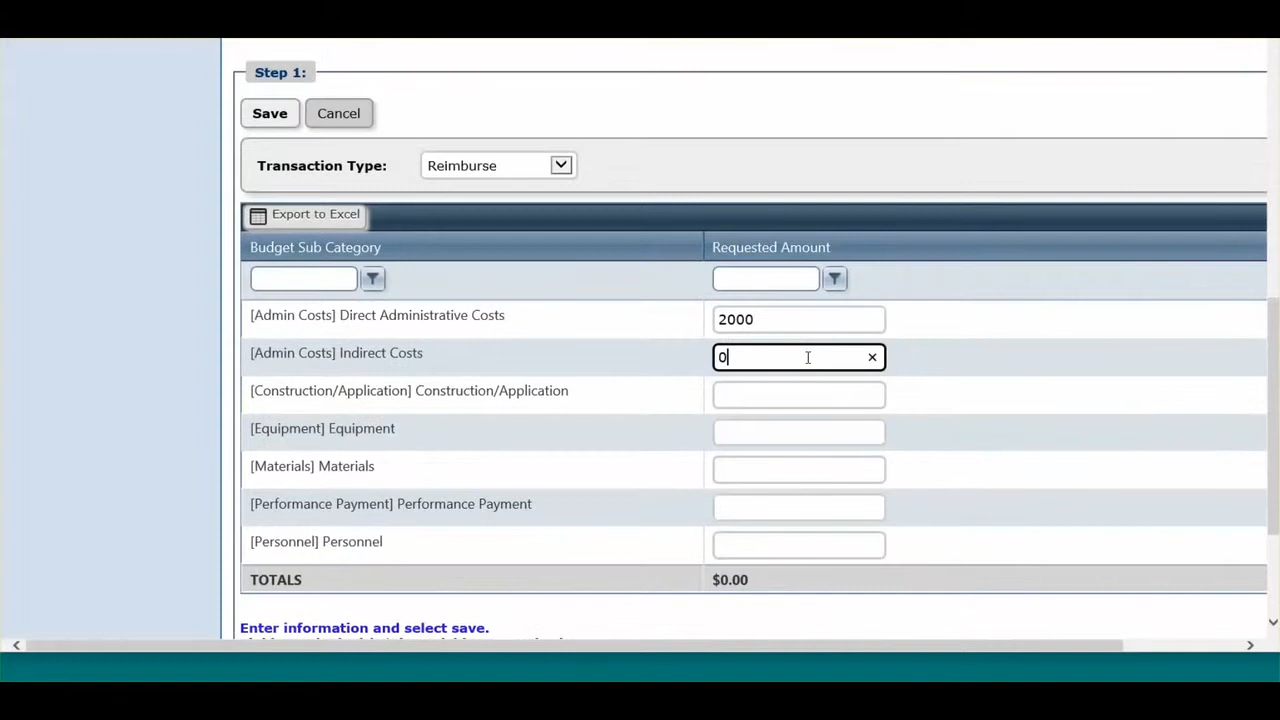 Step 1:
Save Cancel
Transaction Type: Reimburse
Export to Excel
Budget Sub Category Requested Amount
[Admin Costs] Direct Administrative Costs 2000
[Admin Costs] Indirect Costs 0
[Construction/Application] Construction/Application
[Equipment] Equipment
[Materials] Materials
[Performance Payment] Performance Payment
[Personnel] Personnel
TOTALS $0.00
Enter information and select save.